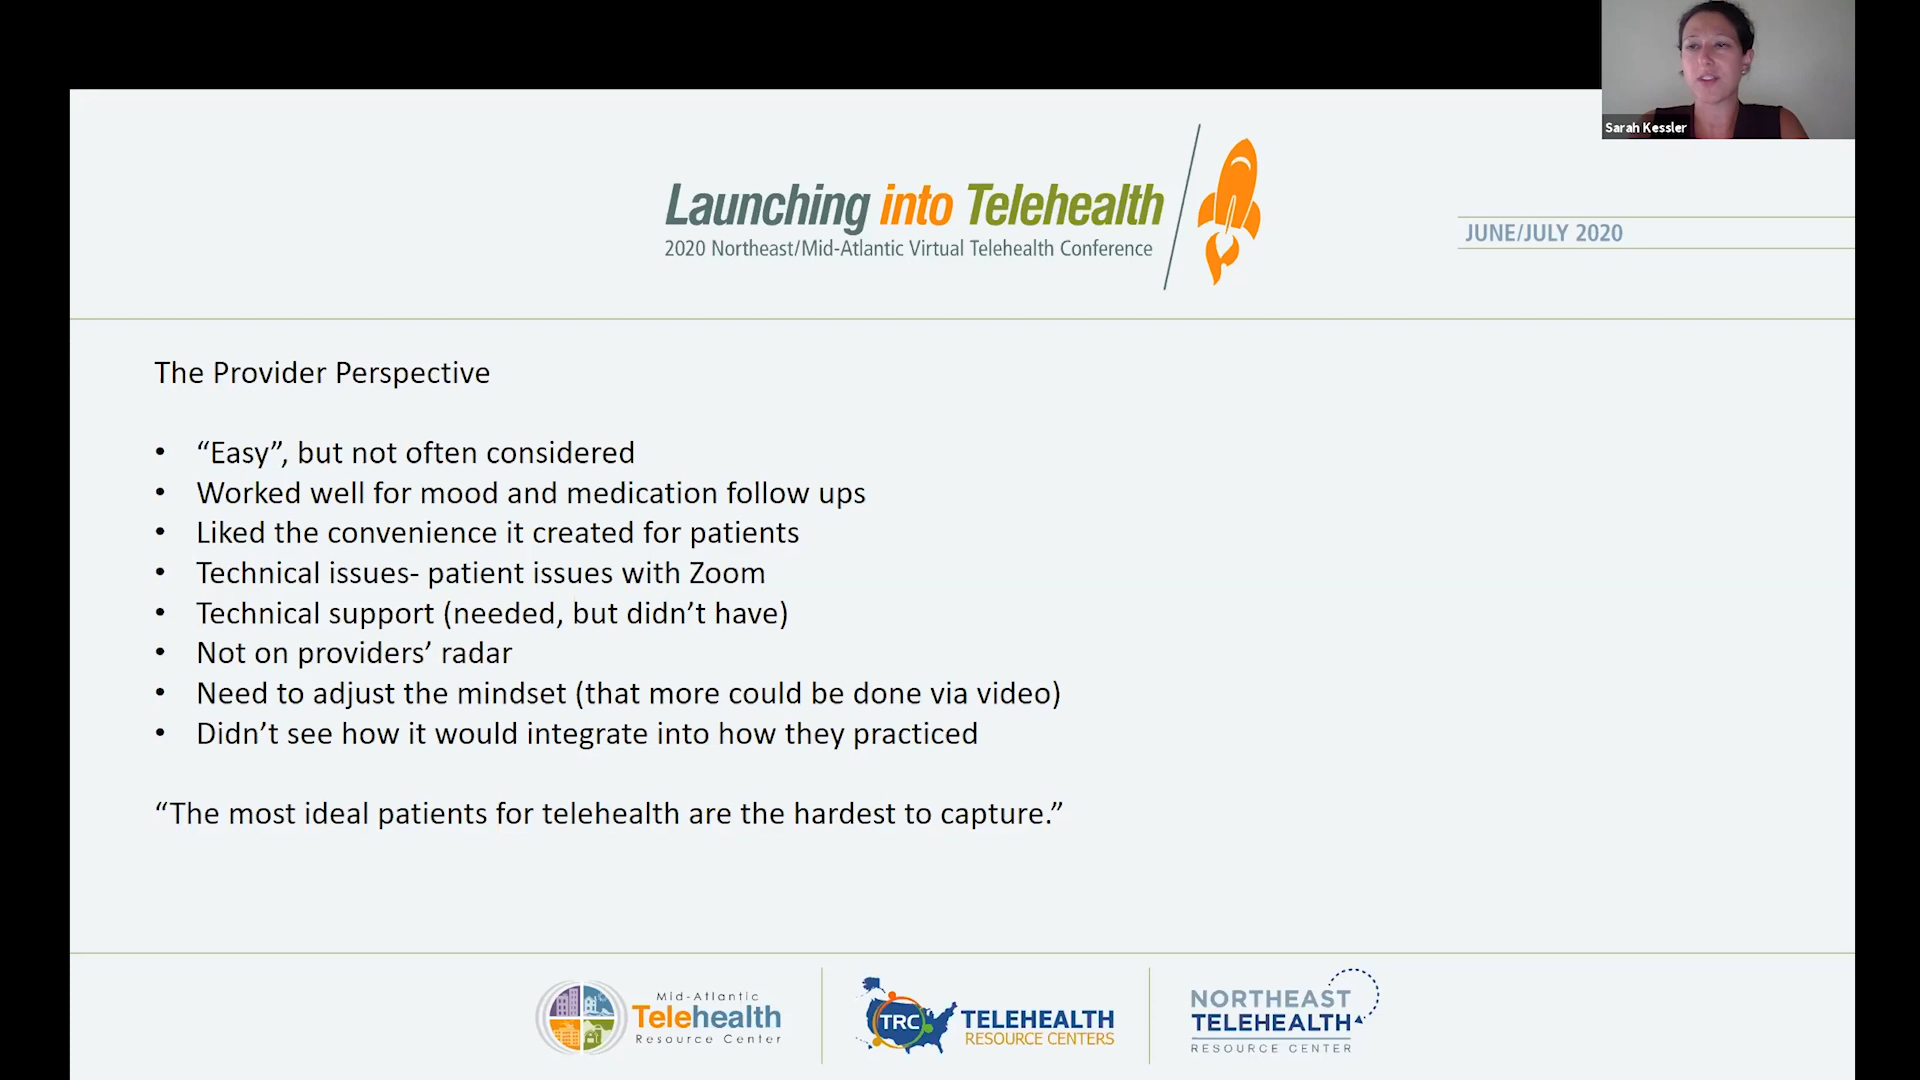 Sarah Kessler
Launching into Telehealth
2020 Northeast/Mid-Atlantic Virtual Telehealth Conference
JUNE/JULY 2020
The Provider Perspective
• “Easy”, but not often considered
• Worked well for mood and medication follow ups
• Liked the convenience it created for patients
• Technical issues- patient issues with Zoom
• Technical support (needed, but didn’t have)
• Not on providers’ radar
• Need to adjust the mindset (that more could be done via video)
• Didn’t see how it would integrate into how they practiced
“The most ideal patients for telehealth are the hardest to capture.”
Mid-Atlantic
Telehealth
Resource Center
TRC
TELEHEALTH
RESOURCE CENTERS
NORTHEAST
TELEHEALTH
RESOURCE CENTER